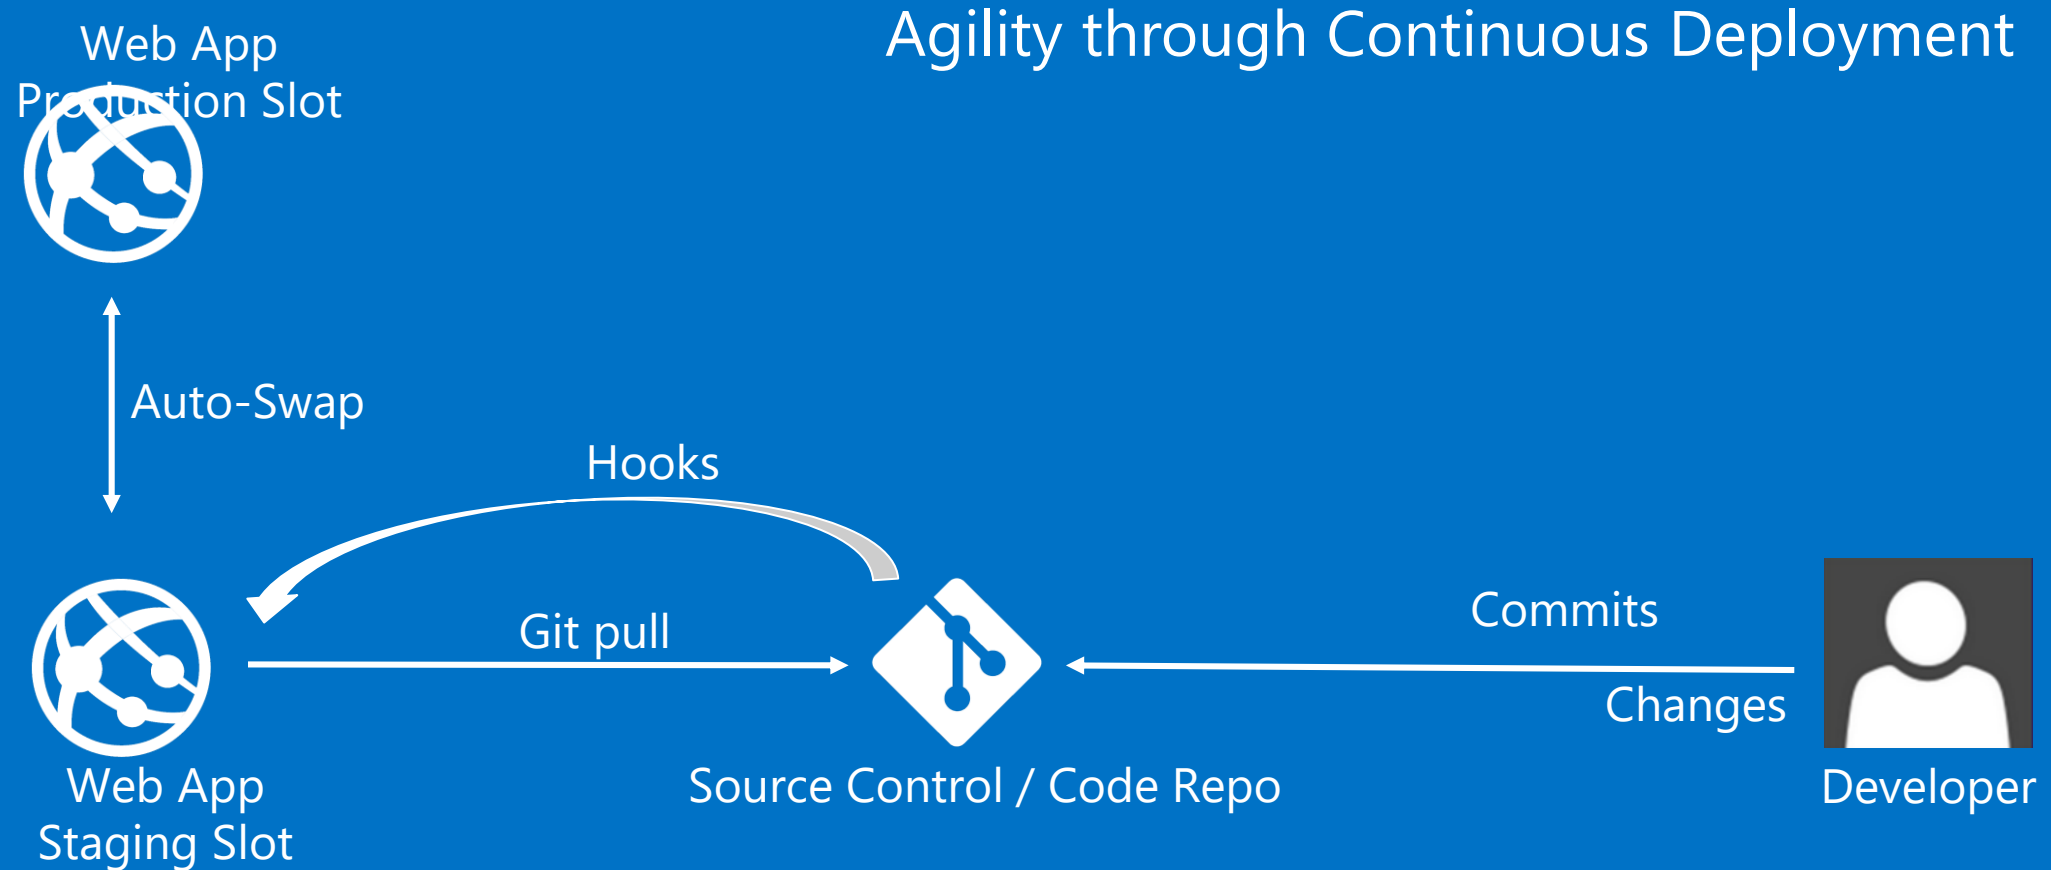 Agility through Continuous Deployment
Web App
Production Slot
Auto-Swap
Hooks
Git pull
Commits
Changes
Web App
Staging Slot
Source Control / Code Repo
Developer